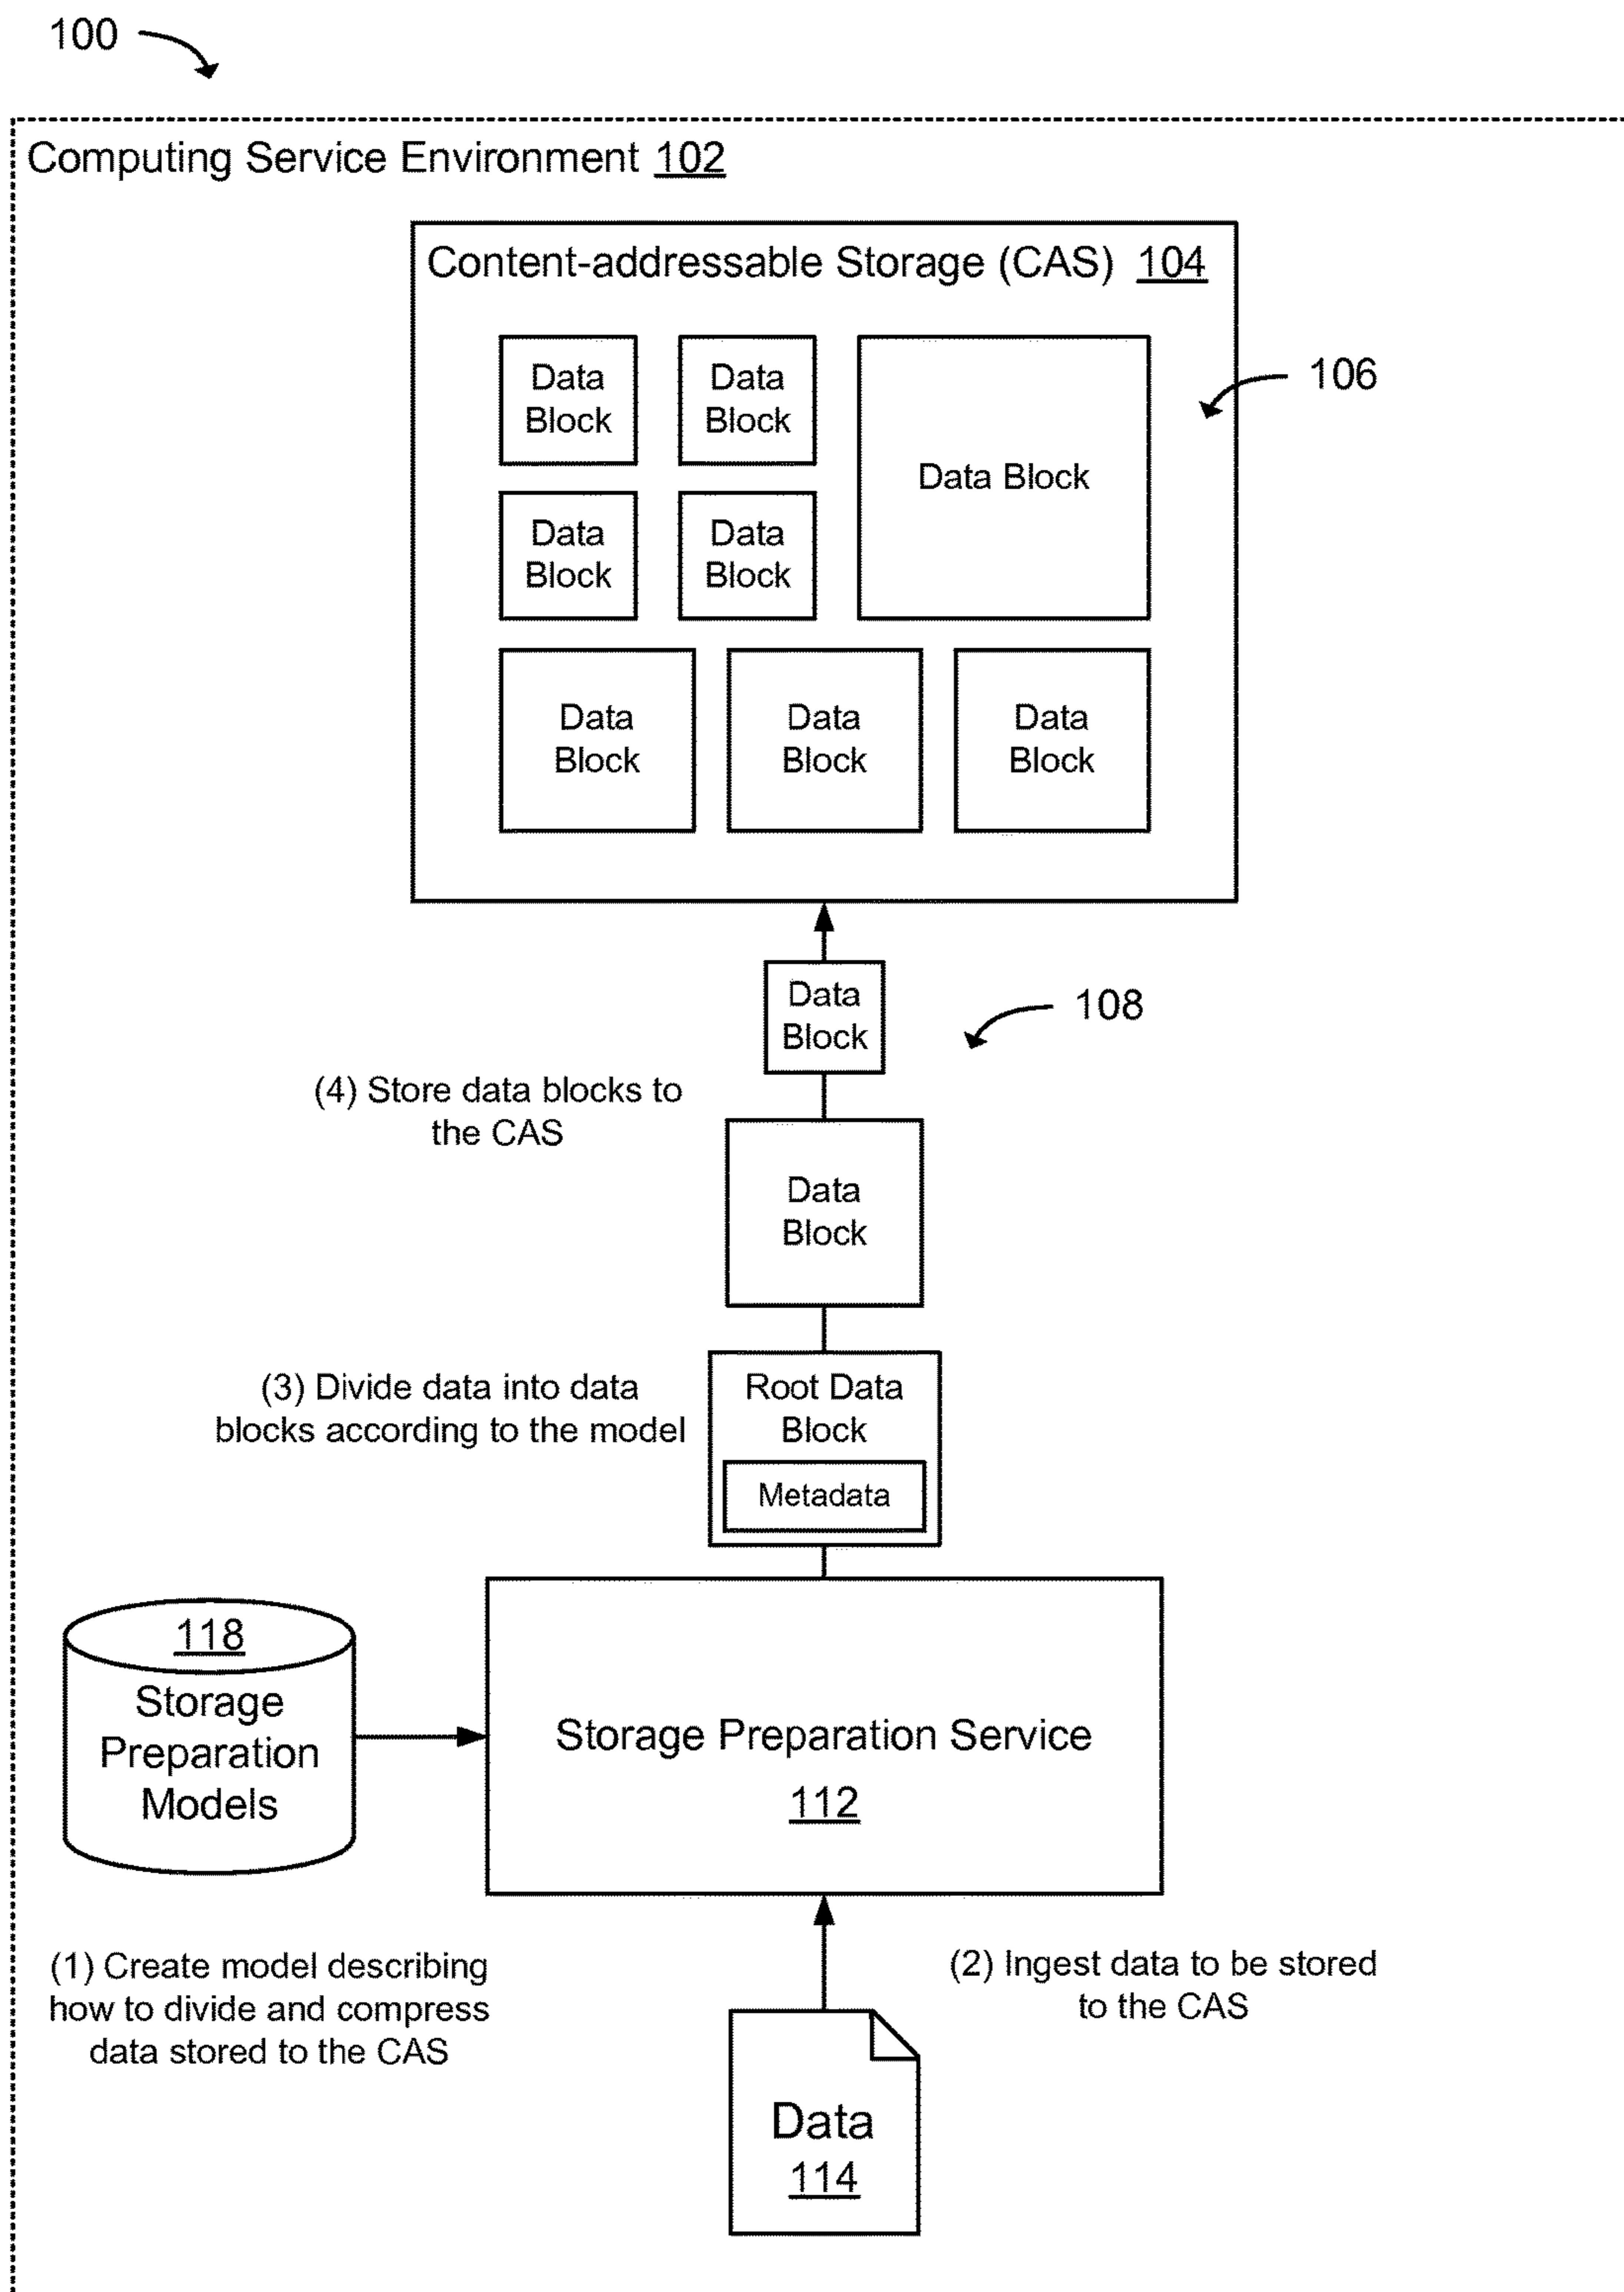 100
Computing Service Environment 102
Content-addressable Storage (CAS) 104
Data
Block
Data
Block
Data Block
106
Data
Block
Data
Block
Data
Block
Data
Block
Data
Block
Data
Block
108
(4) Store data blocks to
the CAS
Data
Block
(3) Divide data into data
blocks according to the model
Root Data
Block
Metadata
118
Storage
Preparation
Models
Storage Preparation Service
112
(1) Create model describing
how to divide and compress
data stored to the CAS
(2) Ingest data to be stored
to the CAS
Data
114